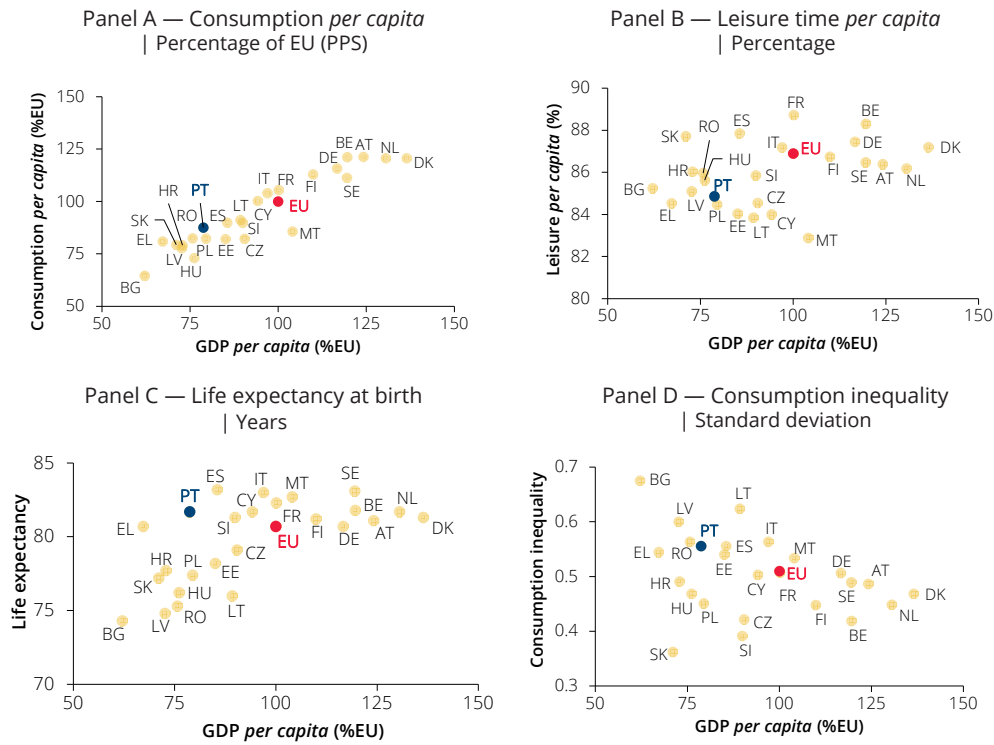 Panel A — Consumption per capita
| Percentage of EU (PPS)
150
125
100
75
50
50
75
100
125
150
Consumption per capita (%EU)
GDP per capita (%EU)
BE
AT
NL
DK
DE
SE
FI
IT
FR
EU
HR
PT
LT
CY
MT
SK
RO
ES
SI
EL
LV
PL
EE
CZ
HU
BG
Panel B — Leisure time per capita
| Percentage
90
88
86
84
82
80
50
75
100
125
150
Leisure per capita (%)
GDP per capita (%EU)
FR
BE
SK
RO
ES
IT
EU
DE
DK
HR
HU
SI
FI
SE
AT
NL
BG
PT
EL
LV
PL
EE
LT
CZ
CY
MT
Panel C — Life expectancy at birth
| Years
85
80
75
70
50
75
100
125
150
Life expectancy
GDP per capita (%EU)
ES
IT
MT
SE
PT
CY
BE
NL
EL
SI
FR
EU
FI
DE
AT
DK
HR
PL
CZ
EE
SK
HU
LT
BG
LV
RO
Panel D — Consumption inequality
| Standard deviation
0.7
0.6
0.5
0.4
0.3
50
75
100
125
150
Consumption inequality
GDP per capita (%EU)
BG
LV
LT
PT
IT
EL
RO
ES
EE
MT
EU
DE
AT
HR
CY
FR
SE
DK
HU
PL
CZ
FI
BE
NL
SK
SI